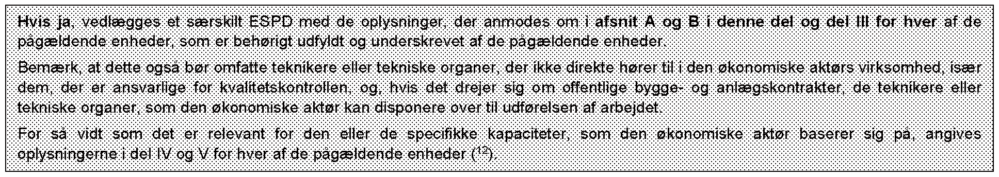 Hvis ja, vedlægges et særskilt ESPD med de oplysninger, der anmodes om i afsnit A og B i denne del og del III for hver af de
pågældende enheder, som er behørigt udfyldt og underskrevet af de pågældende enheder.
Bemærk, at dette også bør omfatte teknikere eller tekniske organer, der ikke direkte hører til i den økonomiske aktørs virksomhed, især
dem, der er ansvarlige for kvalitetskontrollen, og, hvis det drejer sig om offentlige bygge- og anlægskontrakter, de teknikere eller
tekniske organer, som den økonomiske aktør kan disponere over til udførelsen af arbejdet.
For så vidt som det er relevant for den eller de specifikke kapaciteter, som den økonomiske aktør baserer sig på, angives
oplysningerne i del IV og V for hver af de pågældende enheder (12).